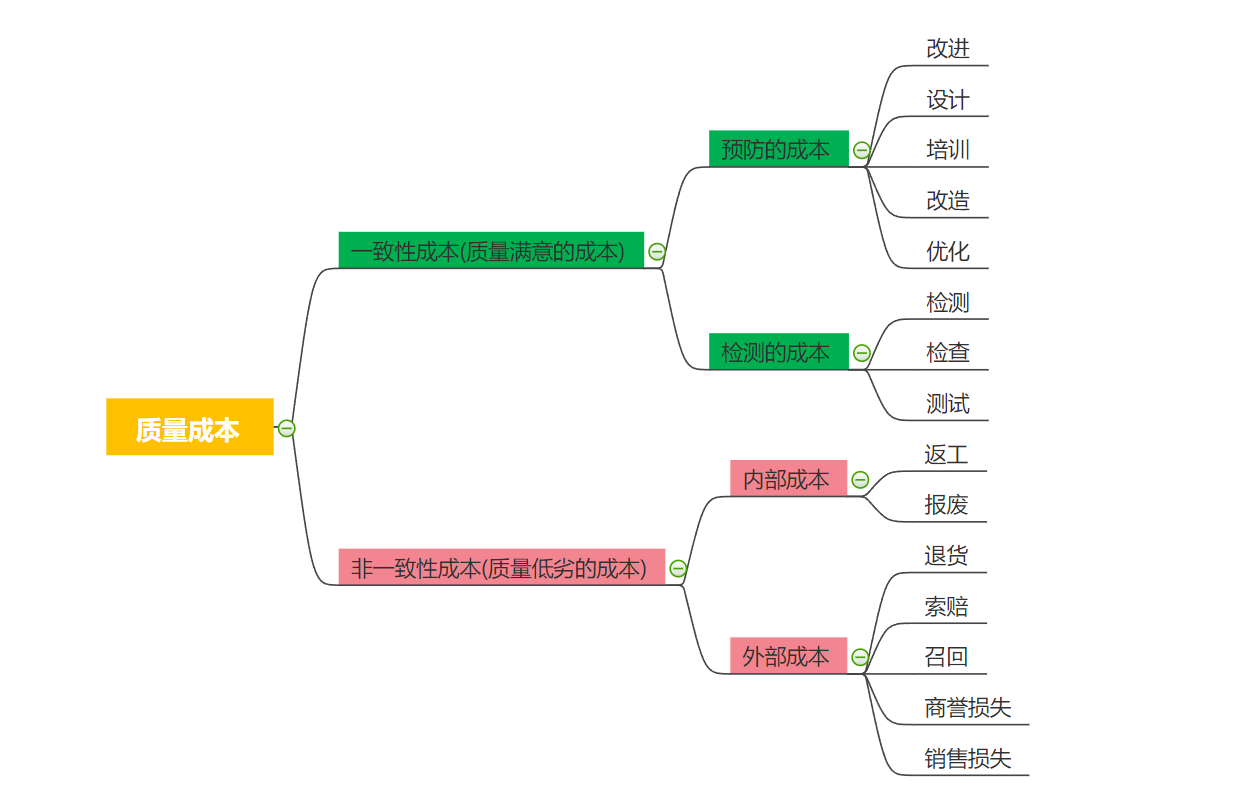 质量成本
一致性成本(质量满意的成本)
预防的成本
改进
设计
培训
改造
优化
检测的成本
检测
检查
测试
非一致性成本(质量低劣的成本)
内部成本
返工
报废
外部成本
退货
索赔
召回
商誉损失
销售损失